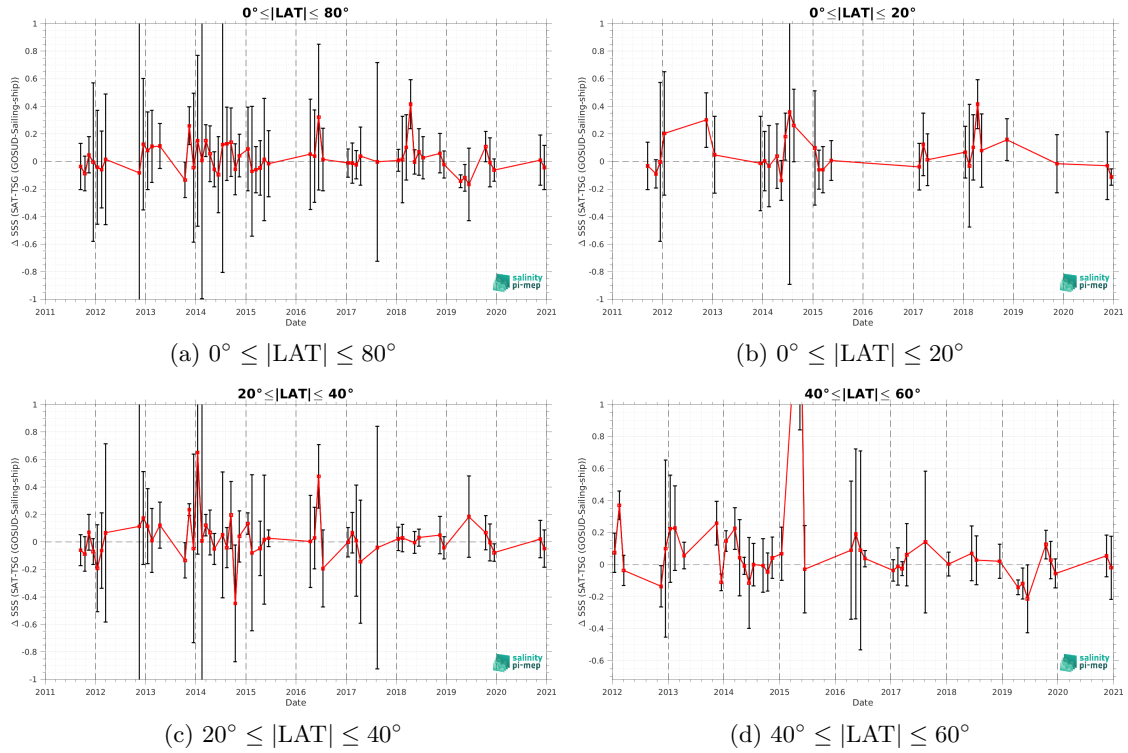 0°≤|LAT|≤ 80°
Δ SSS (SAT-TSG (GOSUD-Sailing-ship))
1
0.8
0.6
0.4
0.2
0
-0.2
-0.4
-0.6
-0.8
-1
2011 2012 2013 2014 2015 2016 2017 2018 2019 2020 2021
Date
salinity
pi-mep
(a) 0° ≤ |LAT| ≤ 80°
0°≤|LAT|≤ 20°
Δ SSS (SAT-TSG (GOSUD-Sailing-ship))
1
0.8
0.6
0.4
0.2
0
-0.2
-0.4
-0.6
-0.8
-1
2011 2012 2013 2014 2015 2016 2017 2018 2019 2020 2021
Date
salinity
pi-mep
(b) 0° ≤ |LAT| ≤ 20°
20°≤|LAT|≤ 40°
Δ SSS (SAT-TSG (GOSUD-Sailing-ship))
1
0.8
0.6
0.4
0.2
0
-0.2
-0.4
-0.6
-0.8
-1
2011 2012 2013 2014 2015 2016 2017 2018 2019 2020 2021
Date
salinity
pi-mep
(c) 20° ≤ |LAT| ≤ 40°
40°≤|LAT|≤ 60°
Δ SSS (SAT-TSG (GOSUD-Sailing-ship))
1
0.8
0.6
0.4
0.2
0
-0.2
-0.4
-0.6
2012 2013 2014 2015 2016 2017 2018 2019 2020 2021
Date
salinity
pi-mep
(d) 40° ≤ |LAT| ≤ 60°